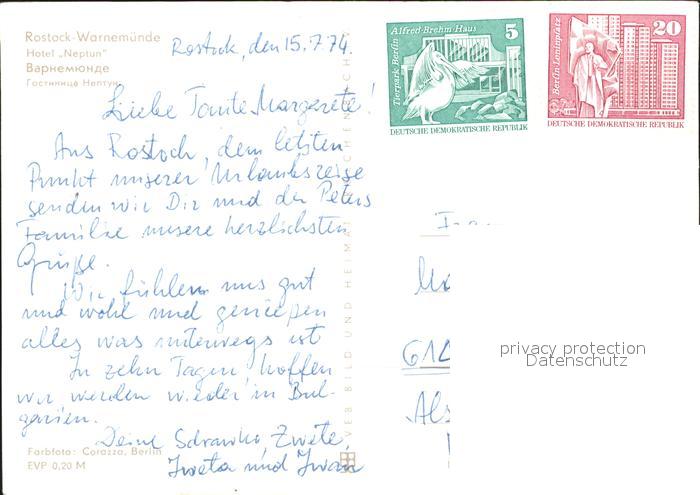 Rostock-Warnemünde
Hotel „Neptun"
Варнемюнде
Гостиница Нептун
Rostock, den 15.7.74.
Liebe Tante Margarete!
Aus Rostock, dem letzten
Punkt unserer Urlaubsreise
senden wir Dir und der Peters
Familie unsere herzlichsten
Grüße.
Wir fühlen uns gut
und wohl und geniepen
alles was unterwegs ist
In zehn Tagen hoffen
wir werden wieder in Bul-
garien.
Deine Sdrawko, Zwete,
Iweta und Iwan
Farbfoto: Corazza, Berlin
EVP 0,20 M
VEB BILD UND HEIMAT
Tierpark Berlin
Alfred-Brehm-Haus
5
DEUTSCHE DEMOKRATISCHE REPUBLIK
Berlin-Leninplatz
20
DEUTSCHE DEMOKRATISCHE REPUBLIK
privacy protection
Datenschutz